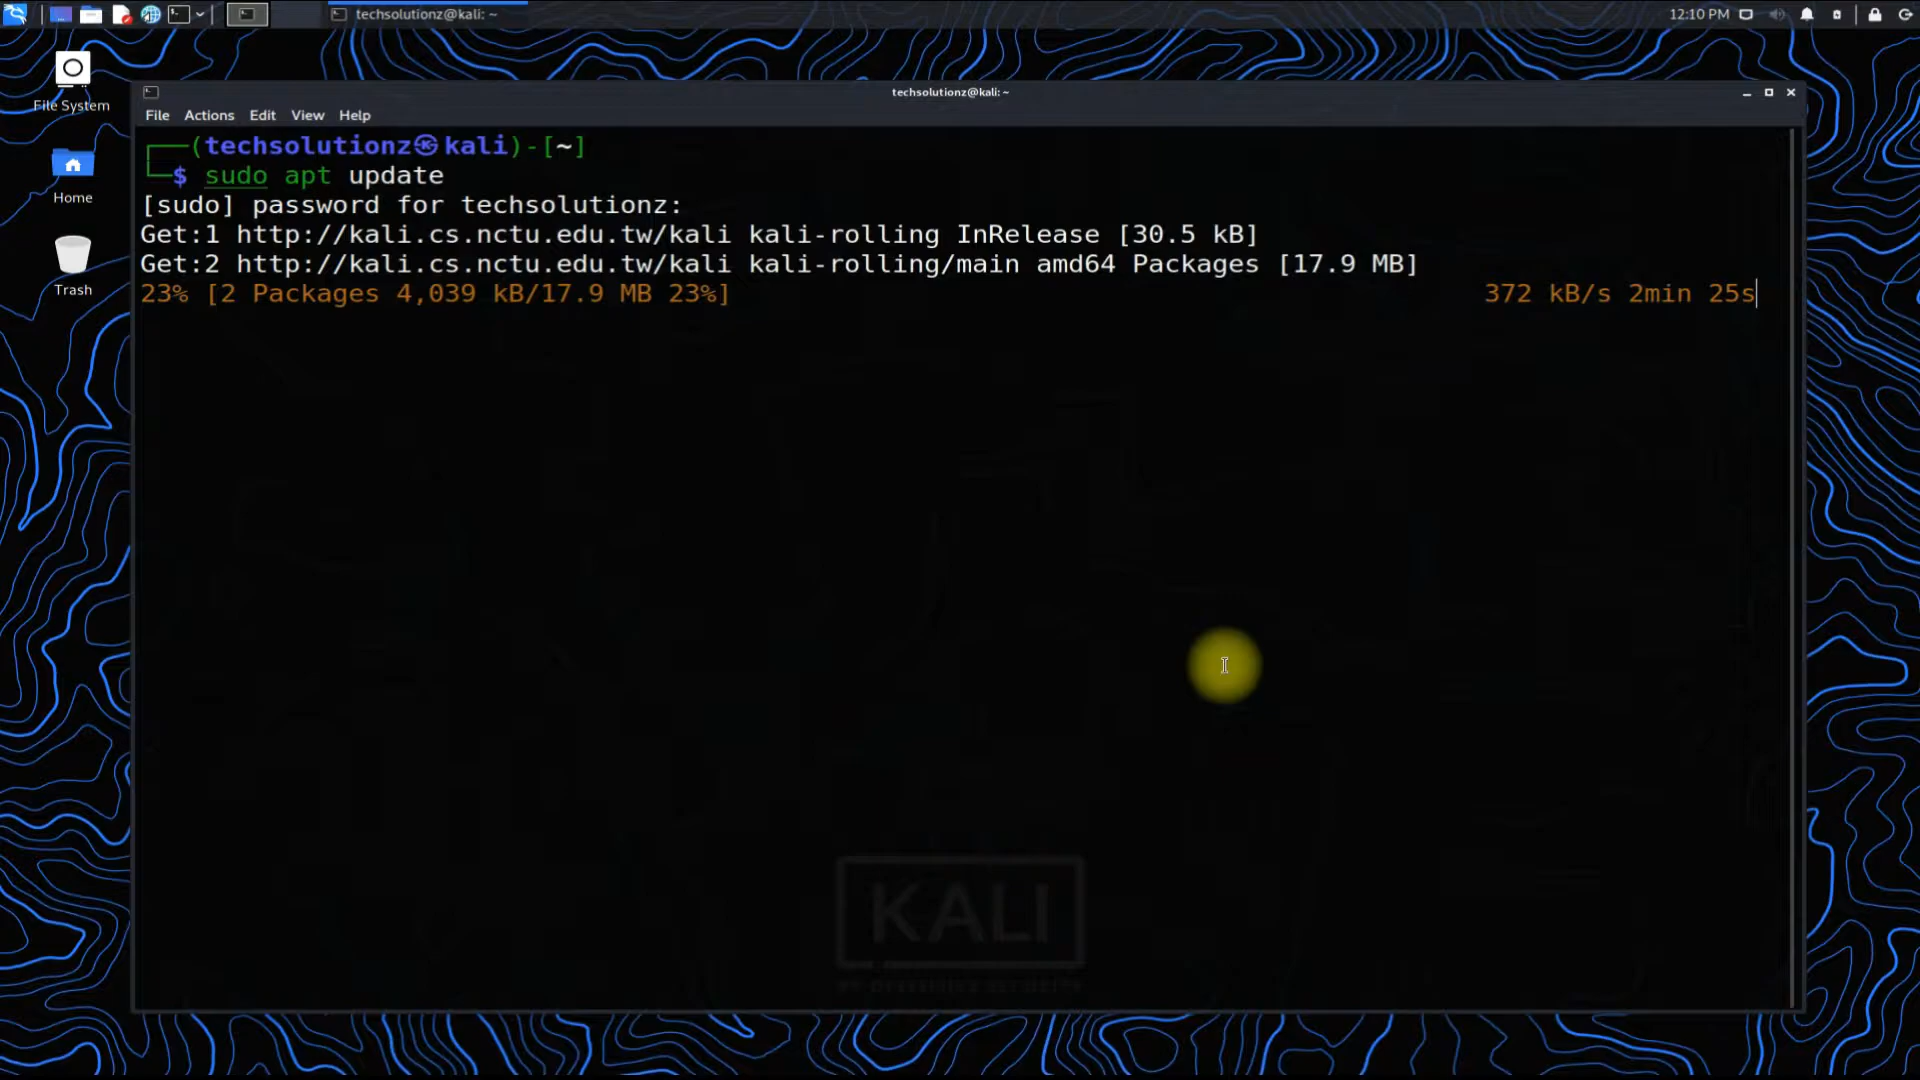 techsolutionz@kali: ~
12:10 PM
File System
Home
Trash
techsolutionz@kali: ~
File Actions Edit View Help
(techsolutionz㉿kali)-[~]
$ sudo apt update
[sudo] password for techsolutionz:
Get:1 http://kali.cs.nctu.edu.tw/kali kali-rolling InRelease [30.5 kB]
Get:2 http://kali.cs.nctu.edu.tw/kali kali-rolling/main amd64 Packages [17.9 MB]
23% [2 Packages 4,039 kB/17.9 MB 23%] 372 kB/s 2min 25s
KALI
BY OFFENSIVE SECURITY